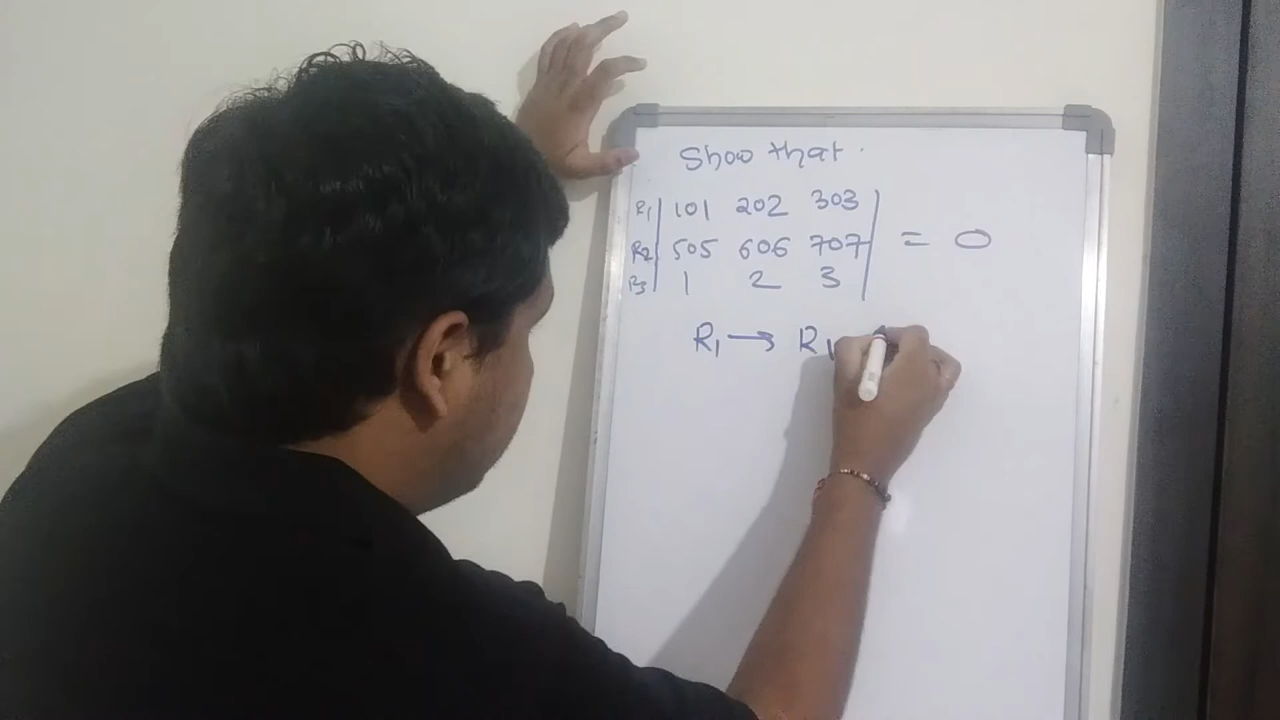 Show that.
R1 | 101 202 303 |
R2 | 505 606 707 | = 0
R3 | 1 2 3 |
R1 → R1